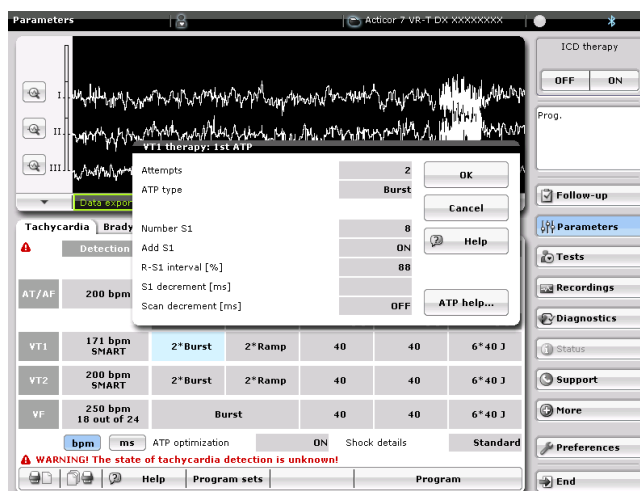 Parameters
Acticor 7 VR-T DX XXXXXXXX
ICD therapy
OFF ON
Prog.
I
II
III
Data expor
VT1 therapy: 1st ATP
Attempts 2
ATP type Burst
Number S1 8
Add S1 ON
R-S1 interval [%] 88
S1 decrement [ms]
Scan decrement [ms] OFF
OK
Cancel
Help
ATP help...
Tachycardia Brady
Detection
AT/AF 200 bpm
VT1 171 bpm SMART 2*Burst 2*Ramp 40 40 6*40 J
VT2 200 bpm SMART 2*Burst 2*Ramp 40 40 6*40 J
VF 250 bpm 18 out of 24 Burst 40 40 6*40 J
bpm ms ATP optimization ON Shock details Standard
WARNING! The state of tachycardia detection is unknown!
Help Program sets Program
Follow-up
Parameters
Tests
Recordings
Diagnostics
Status
Support
More
Preferences
End